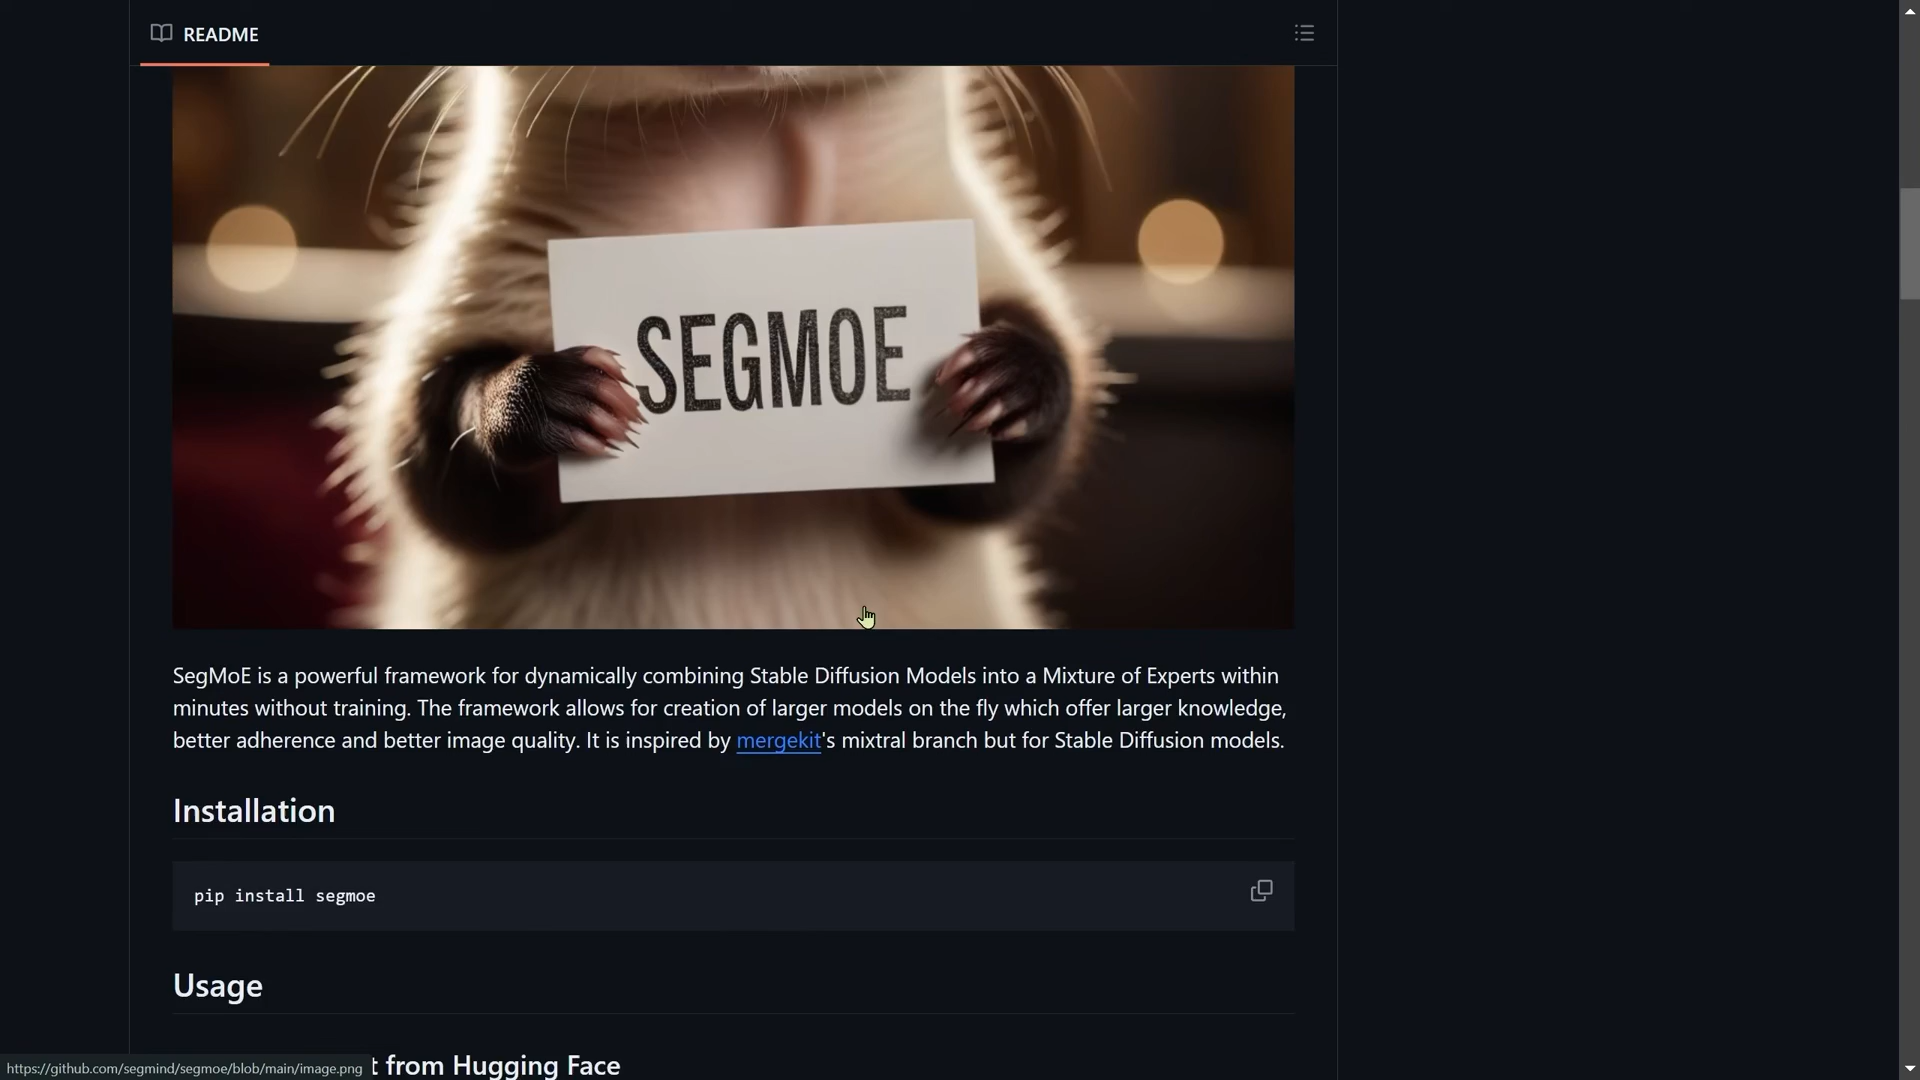 README
SEGMOE
SegMoE is a powerful framework for dynamically combining Stable Diffusion Models into a Mixture of Experts within
minutes without training. The framework allows for creation of larger models on the fly which offer larger knowledge,
better adherence and better image quality. It is inspired by mergekit's mixtral branch but for Stable Diffusion models.
Installation
pip install segmoe
Usage
from Hugging Face
https://github.com/segmind/segmoe/blob/main/image.png